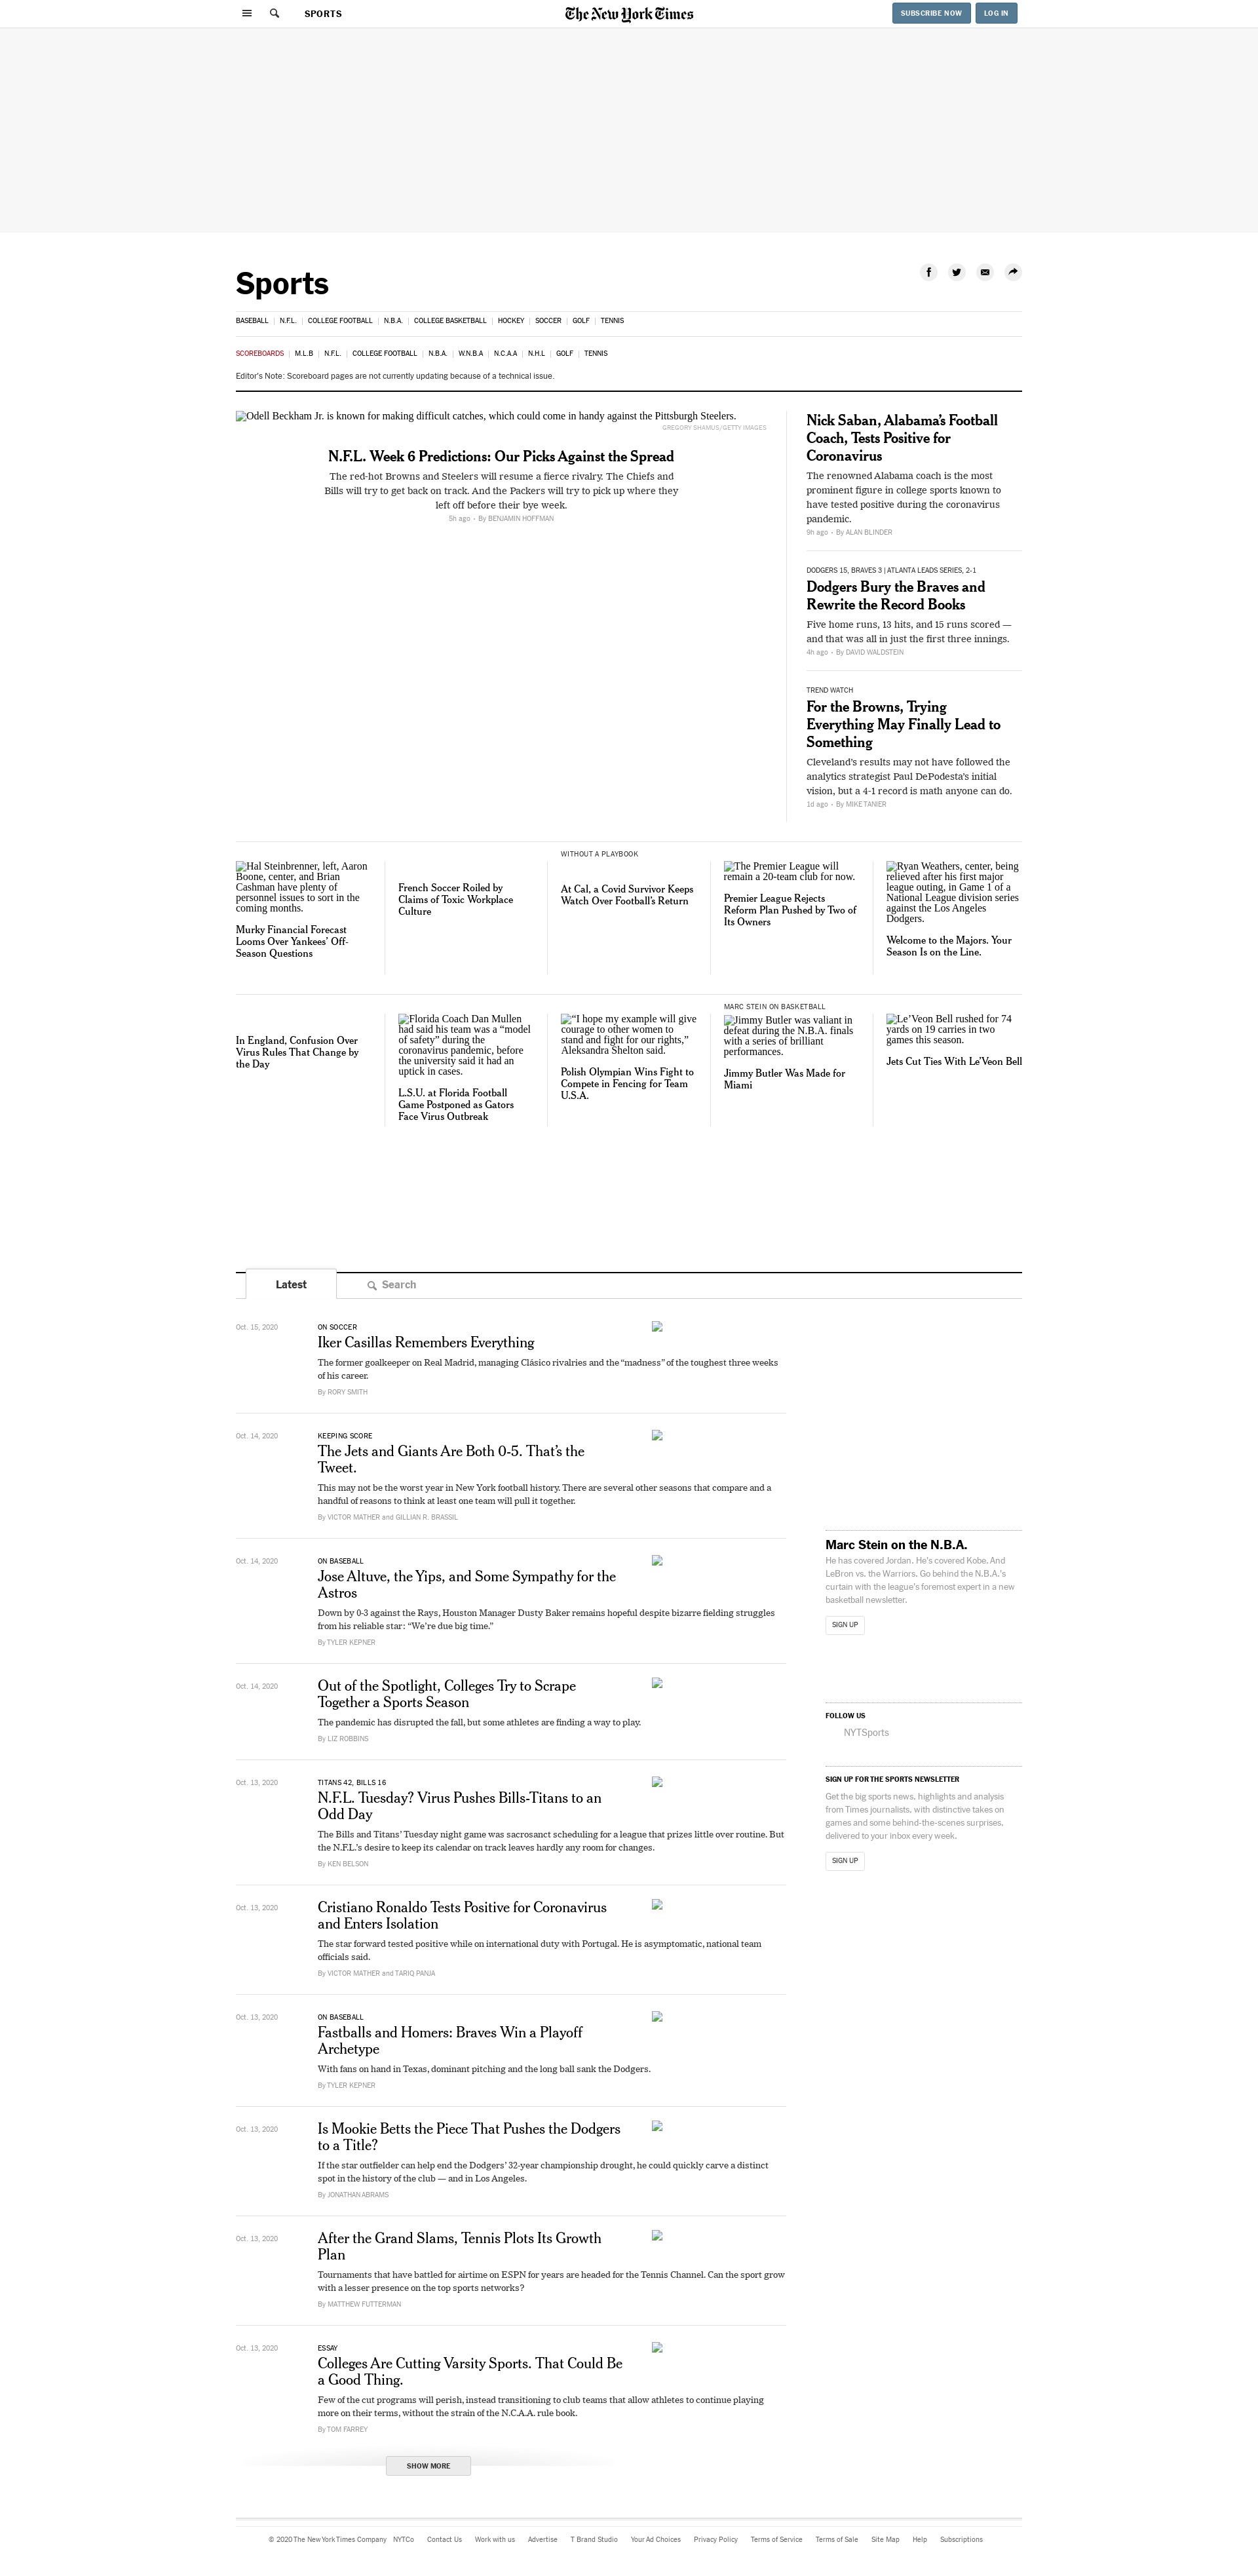 SPORTS
The New York Times
SUBSCRIBE NOW
LOG IN
Sports
BASEBALL
N.F.L.
COLLEGE FOOTBALL
N.B.A.
COLLEGE BASKETBALL
HOCKEY
SOCCER
GOLF
TENNIS
SCOREBOARDS
M.L.B
N.F.L.
COLLEGE FOOTBALL
N.B.A.
W.N.B.A
N.C.A.A
N.H.L
GOLF
TENNIS
Editor's Note: Scoreboard pages are not currently updating because of a technical issue.
Odell Beckham Jr. is known for making difficult catches, which could come in handy against the Pittsburgh Steelers.
GREGORY SHAMUS/GETTY IMAGES
N.F.L. Week 6 Predictions: Our Picks Against the Spread
The red-hot Browns and Steelers will resume a fierce rivalry. The Chiefs and
Bills will try to get back on track. And the Packers will try to pick up where they
left off before their bye week.
5h ago • By BENJAMIN HOFFMAN
Nick Saban, Alabama’s Football
Coach, Tests Positive for
Coronavirus
The renowned Alabama coach is the most
prominent figure in college sports known to
have tested positive during the coronavirus
pandemic.
9h ago • By ALAN BLINDER
DODGERS 15, BRAVES 3 | ATLANTA LEADS SERIES, 2-1
Dodgers Bury the Braves and
Rewrite the Record Books
Five home runs, 13 hits, and 15 runs scored —
and that was all in just the first three innings.
4h ago • By DAVID WALDSTEIN
TREND WATCH
For the Browns, Trying
Everything May Finally Lead to
Something
Cleveland’s results may not have followed the
analytics strategist Paul DePodesta’s initial
vision, but a 4-1 record is math anyone can do.
1d ago • By MIKE TANIER
Hal Steinbrenner, left, Aaron
Boone, center, and Brian
Cashman have plenty of
personnel issues to sort in the
coming months.
Murky Financial Forecast
Looms Over Yankees’ Off-
Season Questions
French Soccer Roiled by
Claims of Toxic Workplace
Culture
WITHOUT A PLAYBOOK
At Cal, a Covid Survivor Keeps
Watch Over Football’s Return
The Premier League will
remain a 20-team club for now.
Premier League Rejects
Reform Plan Pushed by Two of
Its Owners
Ryan Weathers, center, being
relieved after his first major
league outing, in Game 1 of a
National League division series
against the Los Angeles
Dodgers.
Welcome to the Majors. Your
Season Is on the Line.
In England, Confusion Over
Virus Rules That Change by
the Day
Florida Coach Dan Mullen
had said his team was a “model
of safety” during the
coronavirus pandemic, before
the university said it had an
uptick in cases.
L.S.U. at Florida Football
Game Postponed as Gators
Face Virus Outbreak
“I hope my example will give
courage to other women to
stand and fight for our rights,”
Aleksandra Shelton said.
Polish Olympian Wins Fight to
Compete in Fencing for Team
U.S.A.
MARC STEIN ON BASKETBALL
Jimmy Butler was valiant in
defeat during the N.B.A. finals
with a series of brilliant
performances.
Jimmy Butler Was Made for
Miami
Le’Veon Bell rushed for 74
yards on 19 carries in two
games this season.
Jets Cut Ties With Le’Veon Bell
Latest
Search
Oct. 15, 2020
ON SOCCER
Iker Casillas Remembers Everything
The former goalkeeper on Real Madrid, managing Clásico rivalries and the “madness” of the toughest three weeks
of his career.
By RORY SMITH
Oct. 14, 2020
KEEPING SCORE
The Jets and Giants Are Both 0-5. That’s the
Tweet.
This may not be the worst year in New York football history. There are several other seasons that compare and a
handful of reasons to think at least one team will pull it together.
By VICTOR MATHER and GILLIAN R. BRASSIL
Oct. 14, 2020
ON BASEBALL
Jose Altuve, the Yips, and Some Sympathy for the
Astros
Down by 0-3 against the Rays, Houston Manager Dusty Baker remains hopeful despite bizarre fielding struggles
from his reliable star: “We’re due big time.”
By TYLER KEPNER
Oct. 14, 2020
Out of the Spotlight, Colleges Try to Scrape
Together a Sports Season
The pandemic has disrupted the fall, but some athletes are finding a way to play.
By LIZ ROBBINS
Oct. 13, 2020
TITANS 42, BILLS 16
N.F.L. Tuesday? Virus Pushes Bills-Titans to an
Odd Day
The Bills and Titans’ Tuesday night game was sacrosanct scheduling for a league that prizes little over routine. But
the N.F.L.’s desire to keep its calendar on track leaves hardly any room for changes.
By KEN BELSON
Oct. 13, 2020
Cristiano Ronaldo Tests Positive for Coronavirus
and Enters Isolation
The star forward tested positive while on international duty with Portugal. He is asymptomatic, national team
officials said.
By VICTOR MATHER and TARIQ PANJA
Oct. 13, 2020
ON BASEBALL
Fastballs and Homers: Braves Win a Playoff
Archetype
With fans on hand in Texas, dominant pitching and the long ball sank the Dodgers.
By TYLER KEPNER
Oct. 13, 2020
Is Mookie Betts the Piece That Pushes the Dodgers
to a Title?
If the star outfielder can help end the Dodgers’ 32-year championship drought, he could quickly carve a distinct
spot in the history of the club — and in Los Angeles.
By JONATHAN ABRAMS
Oct. 13, 2020
After the Grand Slams, Tennis Plots Its Growth
Plan
Tournaments that have battled for airtime on ESPN for years are headed for the Tennis Channel. Can the sport grow
with a lesser presence on the top sports networks?
By MATTHEW FUTTERMAN
Oct. 13, 2020
ESSAY
Colleges Are Cutting Varsity Sports. That Could Be
a Good Thing.
Few of the cut programs will perish, instead transitioning to club teams that allow athletes to continue playing
more on their terms, without the strain of the N.C.A.A. rule book.
By TOM FARREY
SHOW MORE
Marc Stein on the N.B.A.
He has covered Jordan. He's covered Kobe. And
LeBron vs. the Warriors. Go behind the N.B.A.'s
curtain with the league's foremost expert in a new
basketball newsletter.
SIGN UP
FOLLOW US
NYTSports
SIGN UP FOR THE SPORTS NEWSLETTER
Get the big sports news, highlights and analysis
from Times journalists, with distinctive takes on
games and some behind-the-scenes surprises,
delivered to your inbox every week.
SIGN UP
© 2020 The New York Times Company
NYTCo
Contact Us
Work with us
Advertise
T Brand Studio
Your Ad Choices
Privacy Policy
Terms of Service
Terms of Sale
Site Map
Help
Subscriptions